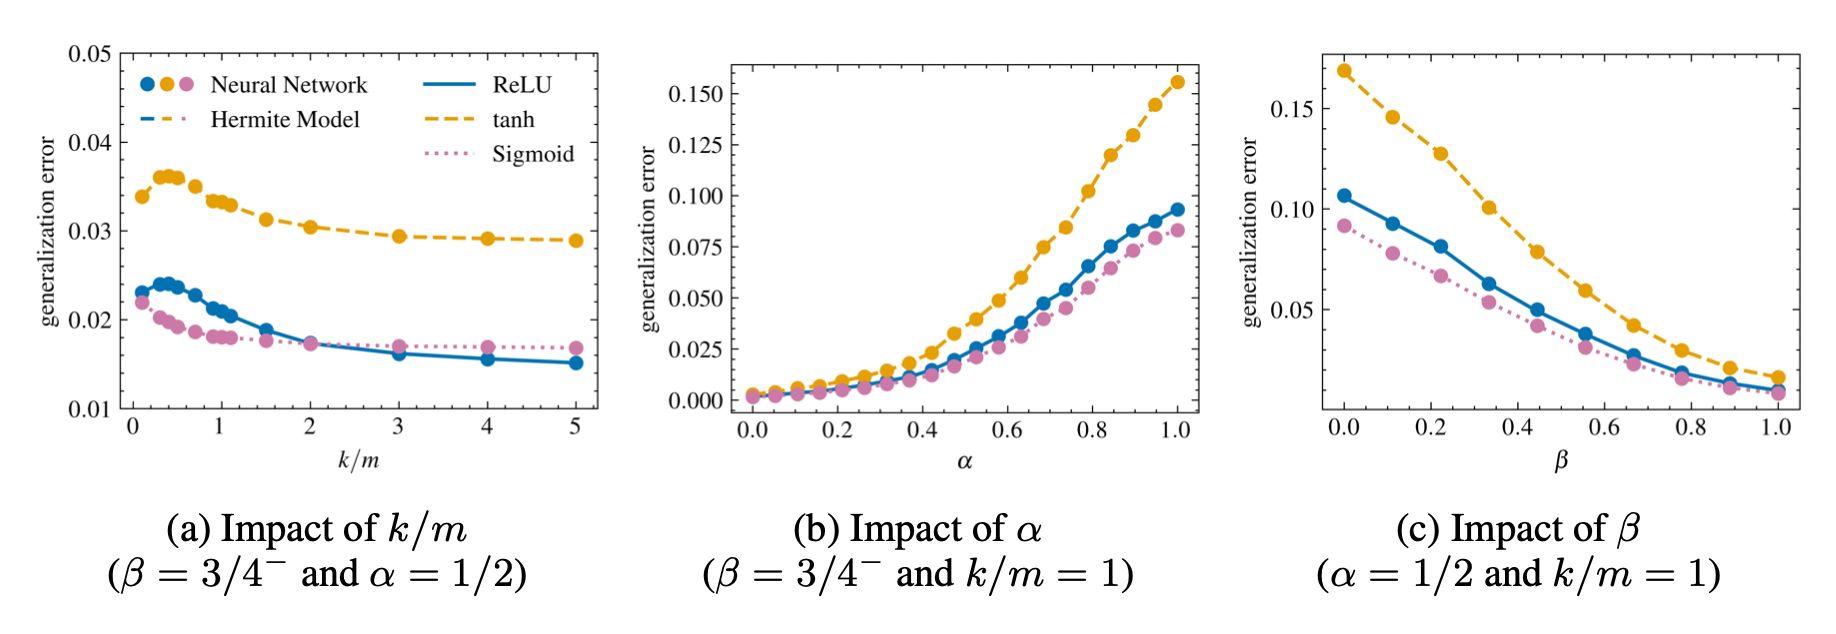 0.05
0.04
0.03
0.02
0.01
generalization error
Neural Network
Hermite Model
ReLU
tanh
Sigmoid
0 1 2 3 4 5
k/m
0.150
0.125
0.100
0.075
0.050
0.025
0.000
generalization error
0.0 0.2 0.4 0.6 0.8 1.0
α
0.15
0.10
0.05
generalization error
0.0 0.2 0.4 0.6 0.8 1.0
β
(a) Impact of k/m
(β = 3/4⁻ and α = 1/2)
(b) Impact of α
(β = 3/4⁻ and k/m = 1)
(c) Impact of β
(α = 1/2 and k/m = 1)